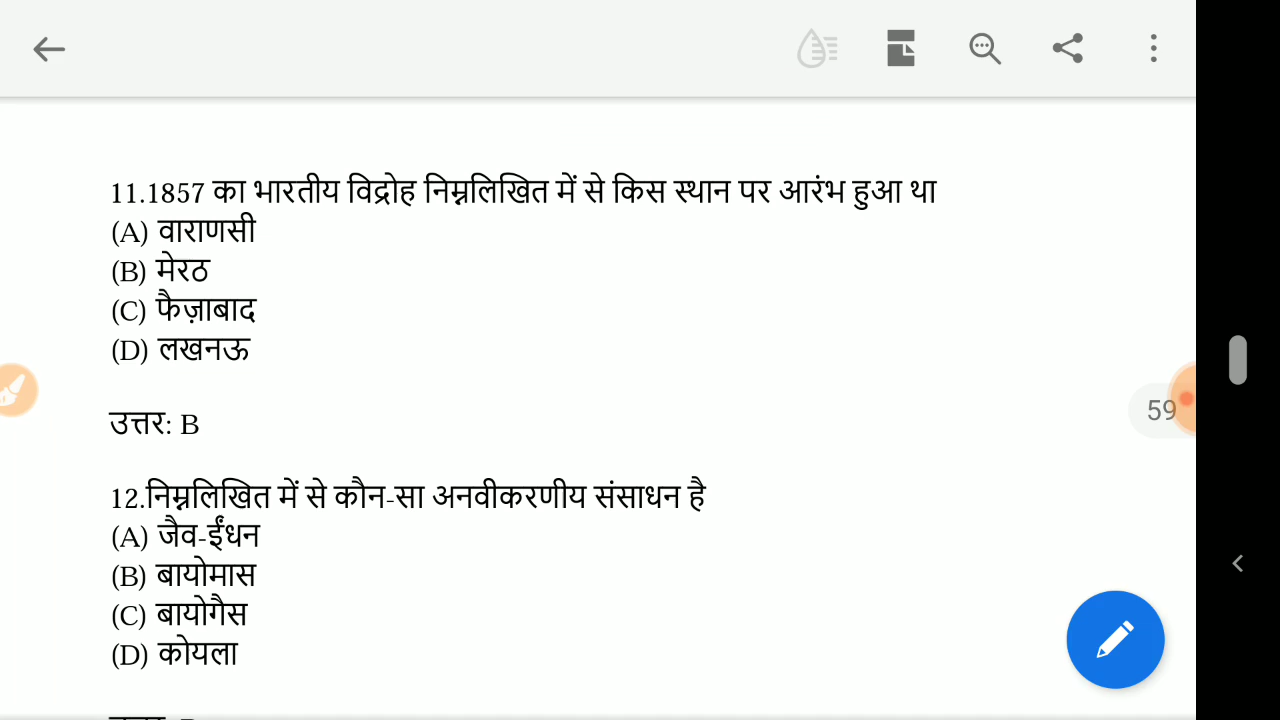 11.1857 का भारतीय विद्रोह निम्नलिखित में से किस स्थान पर आरंभ हुआ था
(A) वाराणसी
(B) मेरठ
(C) फैज़ाबाद
(D) लखनऊ
उत्तर: B
59
12.निम्नलिखित में से कौन-सा अनवीकरणीय संसाधन है
(A) जैव-ईंधन
(B) बायोमास
(C) बायोगैस
(D) कोयला